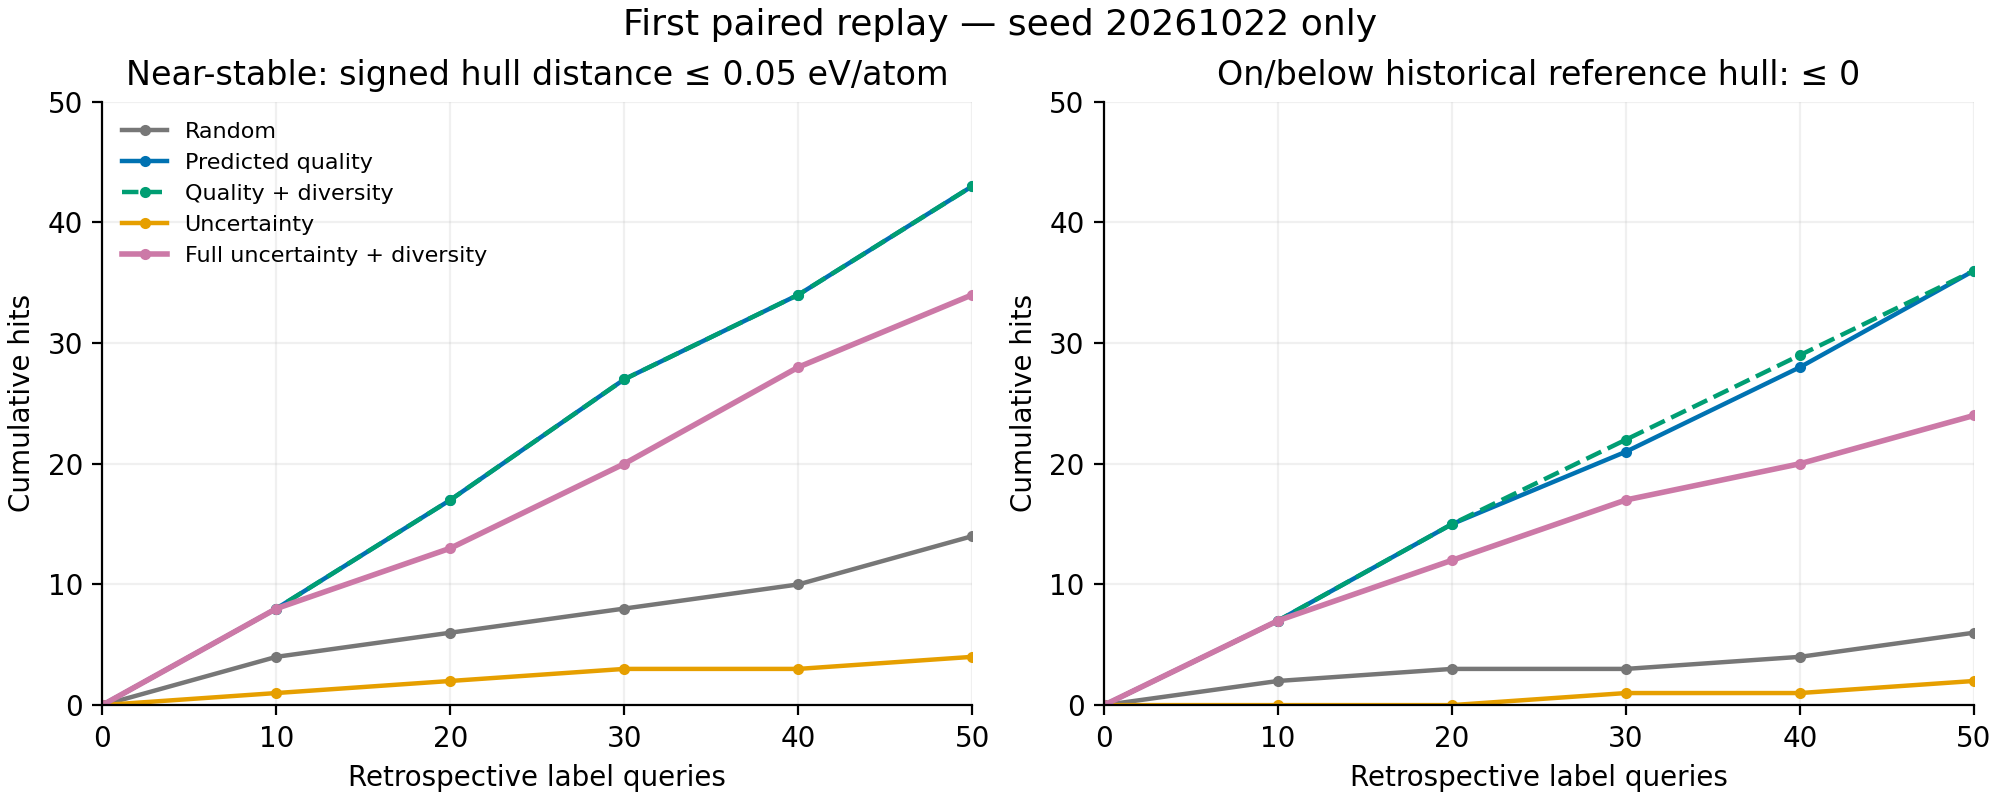 First paired replay — seed 20261022 only
Near-stable: signed hull distance ≤ 0.05 eV/atom
Cumulative hits
50
40
30
20
10
0
Random
Predicted quality
Quality + diversity
Uncertainty
Full uncertainty + diversity
0 10 20 30 40 50
Retrospective label queries
On/below historical reference hull: ≤ 0
Cumulative hits
50
40
30
20
10
0
0 10 20 30 40 50
Retrospective label queries